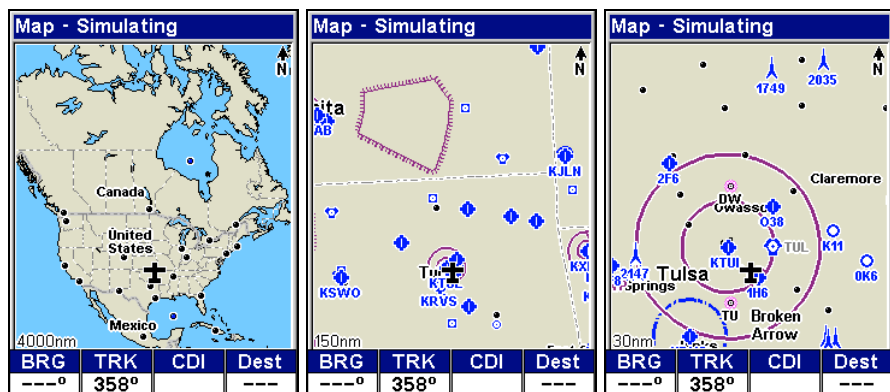 Map - Simulating
N
Canada
United
States
Mexico
4000nm
BRG TRK CDI Dest
---º 358º ---
Map - Simulating
N
ita
AB
KJLN
KSWO
KRVS
150nm
BRG TRK CDI Dest
---º 358º ---
Map - Simulating
N
1749
2035
2F6
Claremore
DW
Owasso
O38
KTUL
TUL
K11
0K6
2147
Tulsa
Springs
1H6
TU
Broken
Arrow
30nm
BRG TRK CDI Dest
---º 358º ---